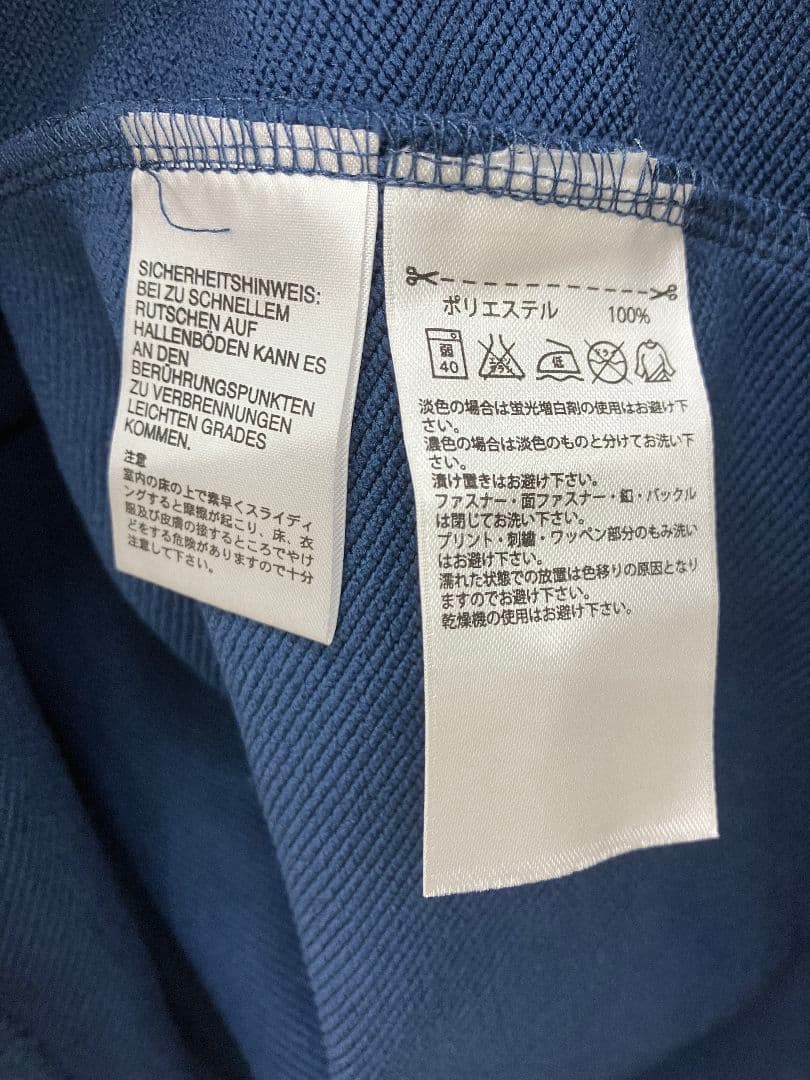 SICHERHEITSHINWEIS:
BEI ZU SCHNELLEM
RUTSCHEN AUF
HALLENBÖDEN KANN ES
AN DEN
BERÜHRUNGSPUNKTEN
ZU VERBRENNUNGEN
LEICHTEN GRADES
KOMMEN.
注意
室内の床の上で素早くスライディ
ングすると摩擦が起こり、床、衣
服及び皮膚の接するところでやけ
どをする危険がありますので十分
注意して下さい。
ポリエステル 100%
弱
40
エンソ
サラシ
低
ドライ
淡色の場合は蛍光増白剤の使用はお避け下
さい。
濃色の場合は淡色のものと分けてお洗い下
さい。
漬け置きはお避け下さい。
ファスナー・面ファスナー・釦・バックル
は閉じてお洗い下さい。
プリント・刺繍・ワッペン部分のもみ洗い
はお避け下さい。
濡れた状態での放置は色移りの原因となり
ますのでお避け下さい。
乾燥機の使用はお避け下さい。